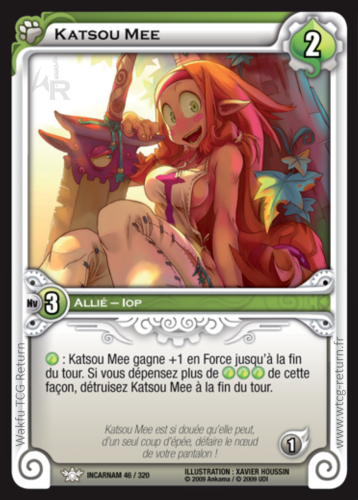 Katsou Mee
2
R
Nv 3 Allié – Iop
: Katsou Mee gagne +1 en Force jusqu'à la fin
du tour. Si vous dépensez plus de de cette
façon, détruisez Katsou Mee à la fin du tour.
Katsou Mee est si douée qu'elle peut,
d'un seul coup d'épée, défaire le nœud
de votre pantalon !
1
INCARNAM 46 / 320
ILLUSTRATION : XAVIER HOUSSIN
© 2009 Ankama / © 2009 UDI
Wakfu TCG Return
www.wtcg-return.fr